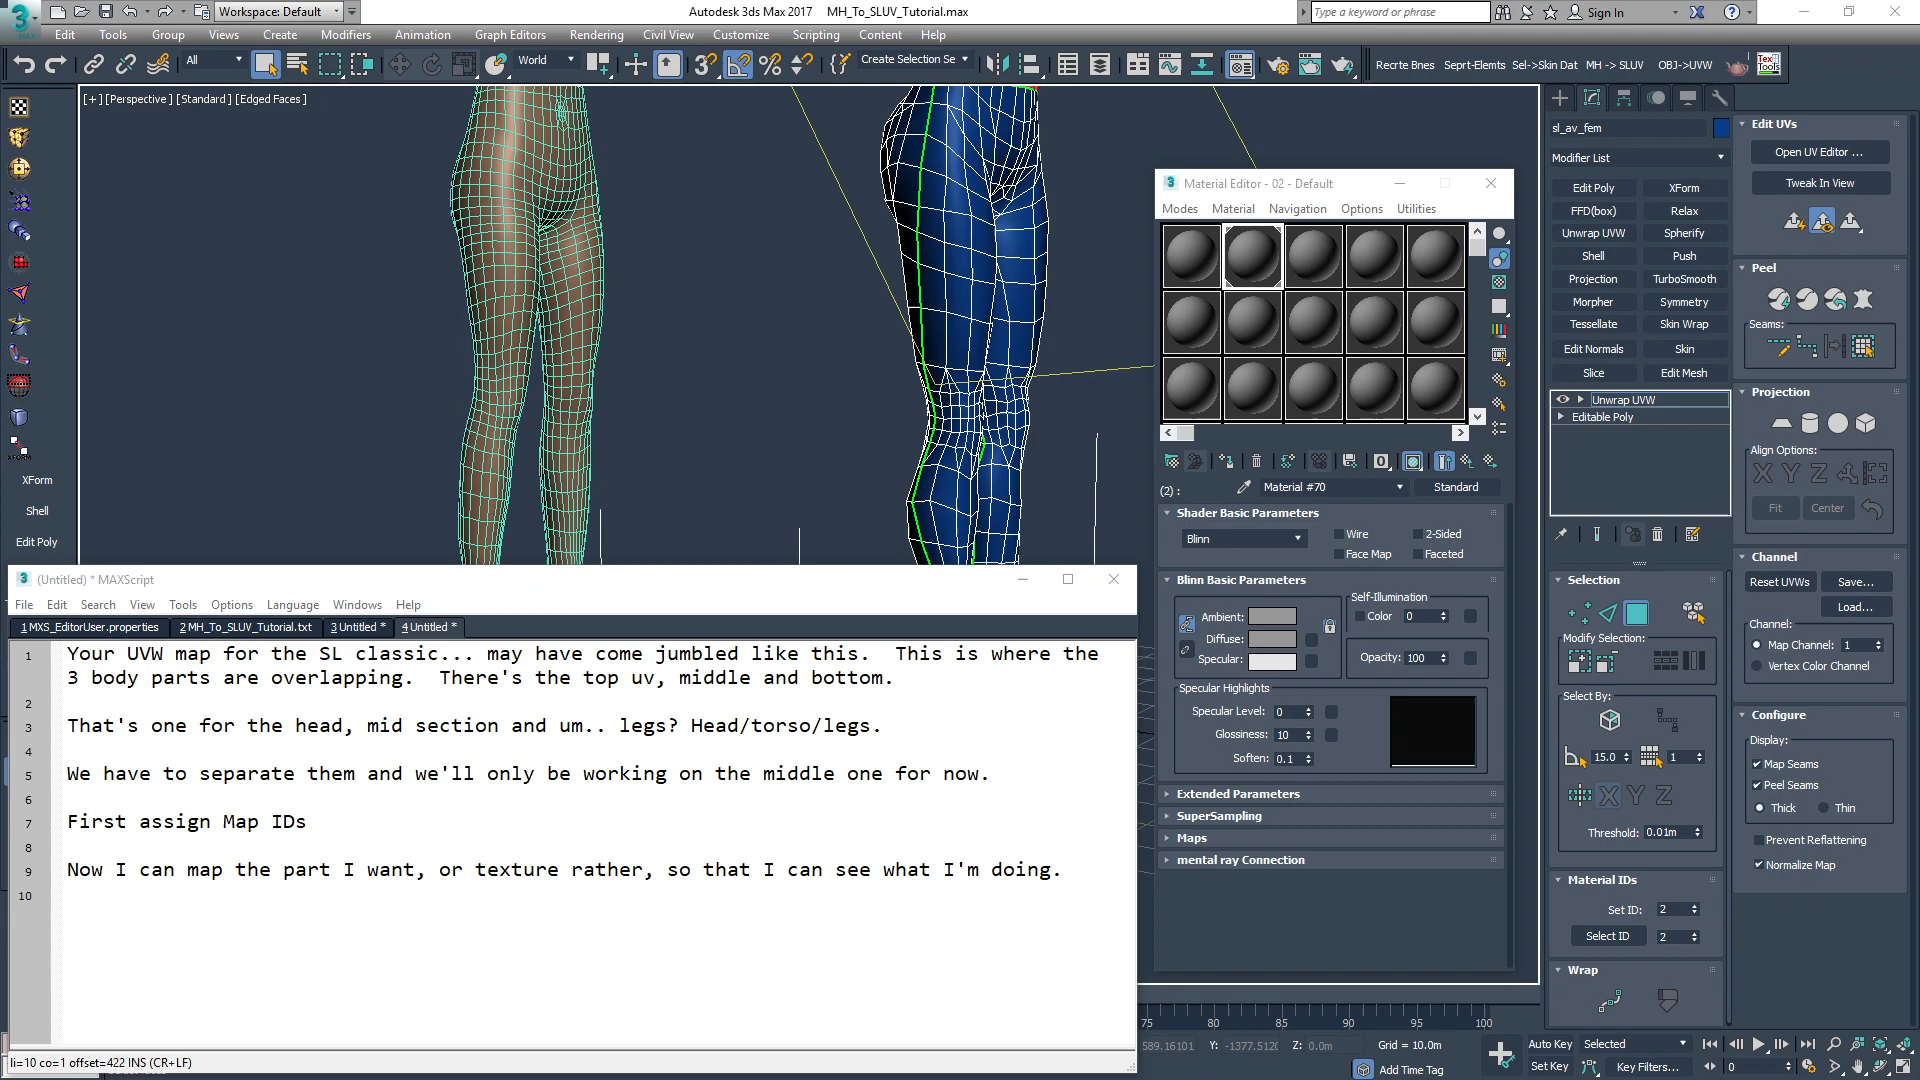 Workspace: Default
Autodesk 3ds Max 2017 MH_To_SLUV_Tutorial.max
Type a keyword or phrase
Sign In
Edit Tools Group Views Create Modifiers Animation Graph Editors Rendering Civil View Customize Scripting Content Help
All World Create Selection Se
Recrte Bnes Seprt-Elemts Sel->Skin Dat MH -> SLUV OBJ->UVW
[+] [Perspective] [Standard] [Edged Faces]
XForm
Shell
Edit Poly
Material Editor - 02 - Default
Modes Material Navigation Options Utilities
(2) : Material #70 Standard
Shader Basic Parameters
Blinn Wire 2-Sided
Face Map Faceted
Blinn Basic Parameters
Self-Illumination
Ambient: Color 0
Diffuse:
Specular: Opacity: 100
Specular Highlights
Specular Level: 0
Glossiness: 10
Soften: 0.1
Extended Parameters
SuperSampling
Maps
mental ray Connection
sl_av_fem
Modifier List
Edit Poly XForm
FFD(box) Relax
Unwrap UVW Spherify
Shell Push
Projection TurboSmooth
Morpher Symmetry
Tessellate Skin Wrap
Edit Normals Skin
Slice Edit Mesh
Unwrap UVW
Editable Poly
Selection
Modify Selection:
Select By:
15.0 1
X Y Z
Threshold: 0.01m
Material IDs
Set ID: 2
Select ID 2
Wrap
Edit UVs
Open UV Editor ...
Tweak In View
Peel
Seams:
Projection
Align Options:
X Y Z
Fit Center
Channel
Reset UVWs Save...
Load...
Channel:
Map Channel: 1
Vertex Color Channel
Configure
Display:
Map Seams
Peel Seams
Thick Thin
Prevent Reflattening
Normalize Map
(Untitled) * MAXScript
File Edit Search View Tools Options Language Windows Help
1 MXS_EditorUser.properties 2 MH_To_SLUV_Tutorial.txt 3 Untitled * 4 Untitled *
1 Your UVW map for the SL classic... may have come jumbled like this. This is where the
3 body parts are overlapping. There's the top uv, middle and bottom.
2
3 That's one for the head, mid section and um.. legs? Head/torso/legs.
4
5 We have to separate them and we'll only be working on the middle one for now.
6
7 First assign Map IDs
8
9 Now I can map the part I want, or texture rather, so that I can see what I'm doing.
10
li=10 co=1 offset=422 INS (CR+LF)
75 80 85 90 95 100
589.16101 Y: -1377.5120 Z: 0.0m Grid = 10.0m
Add Time Tag
Auto Key Selected
Set Key Key Filters... 0